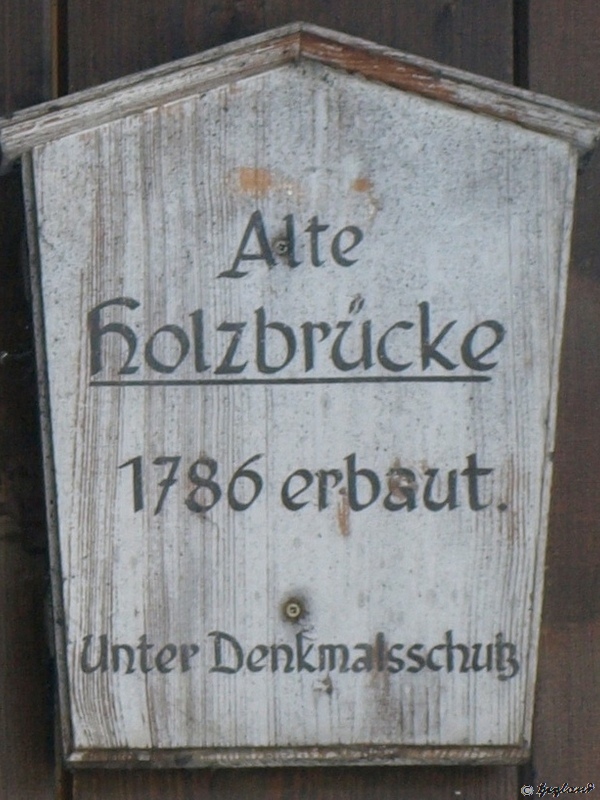 Alte
Holzbrücke
1786 erbaut.
Unter Denkmalsschutz